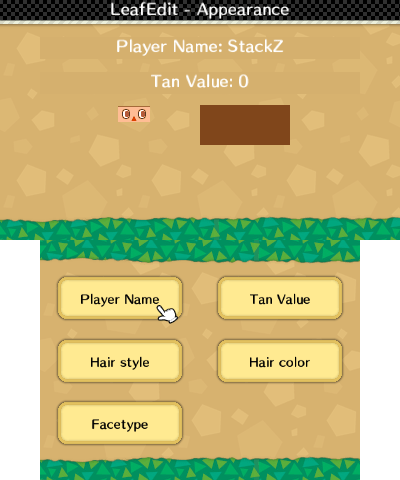 LeafEdit - Appearance
Player Name: StackZ
Tan Value: 0
Player Name
Tan Value
Hair style
Hair color
Facetype